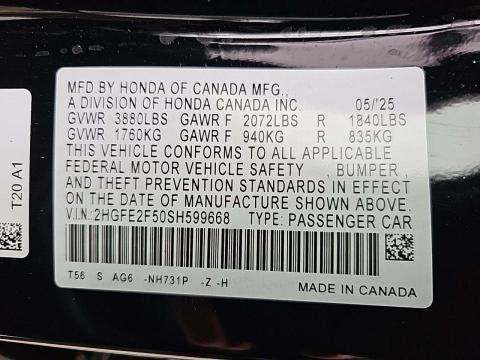 MFD.BY HONDA OF CANADA MFG.,
A DIVISION OF HONDA CANADA INC. 05/'25
GVWR 3880LBS GAWR F 2072LBS R 1840LBS
GVWR 1760KG GAWR F 940KG R 835KG
THIS VEHICLE CONFORMS TO ALL APPLICABLE
FEDERAL MOTOR VEHICLE SAFETY , BUMPER ,
AND THEFT PREVENTION STANDARDS IN EFFECT
ON THE DATE OF MANUFACTURE SHOWN ABOVE.
V.I.N:2HGFE2F50SH599668 TYPE: PASSENGER CAR
T56 S AG6 -NH731P -Z -H
MADE IN CANADA
T20 A1